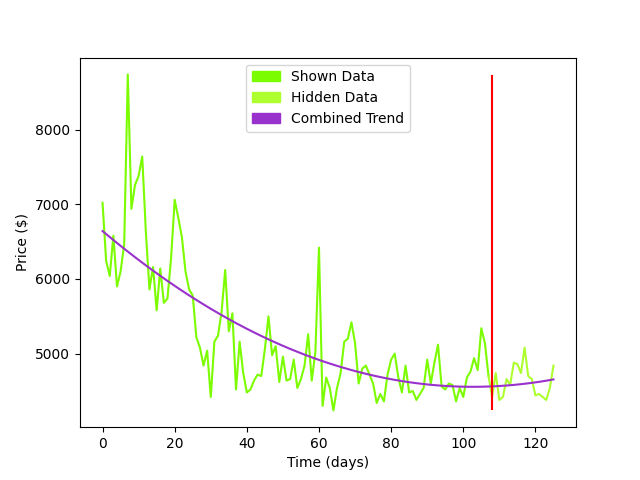 Shown Data
Hidden Data
Combined Trend
8000
7000
6000
5000
Price ($)
0 20 40 60 80 100 120
Time (days)